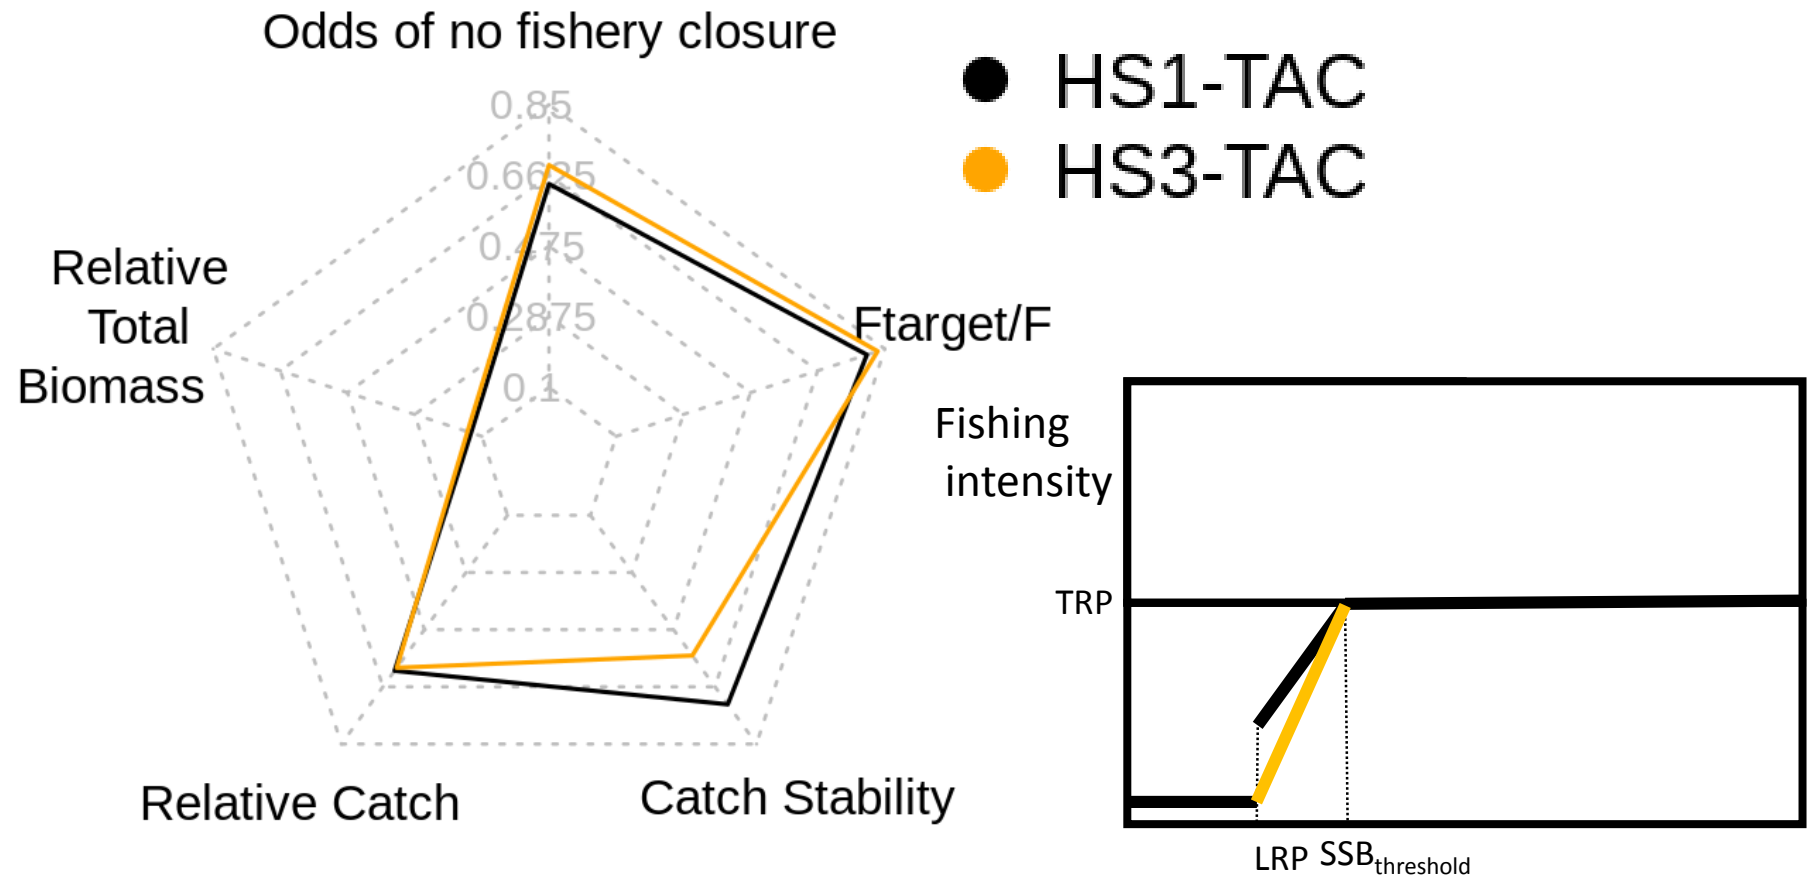 Odds of no fishery closure
0.85
0.6625
0.475
0.2875
0.1
Relative
Total
Biomass
Ftarget/F
Relative Catch
Catch Stability
HS1-TAC
HS3-TAC
Fishing
intensity
TRP
LRP SSBthreshold